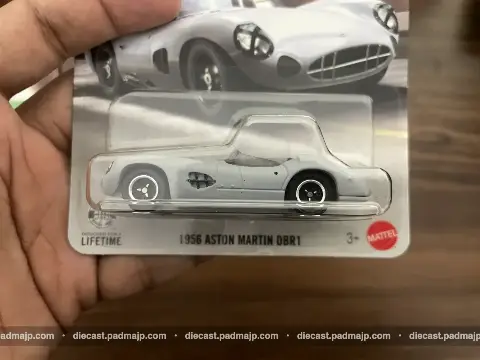 LIFETIME
1956 ASTON MARTIN DBR1
3+
MATTEL
diecast.padmajp.com • diecast.padmajp.com • diecast.padmajp.com • diecast.padmajp.com